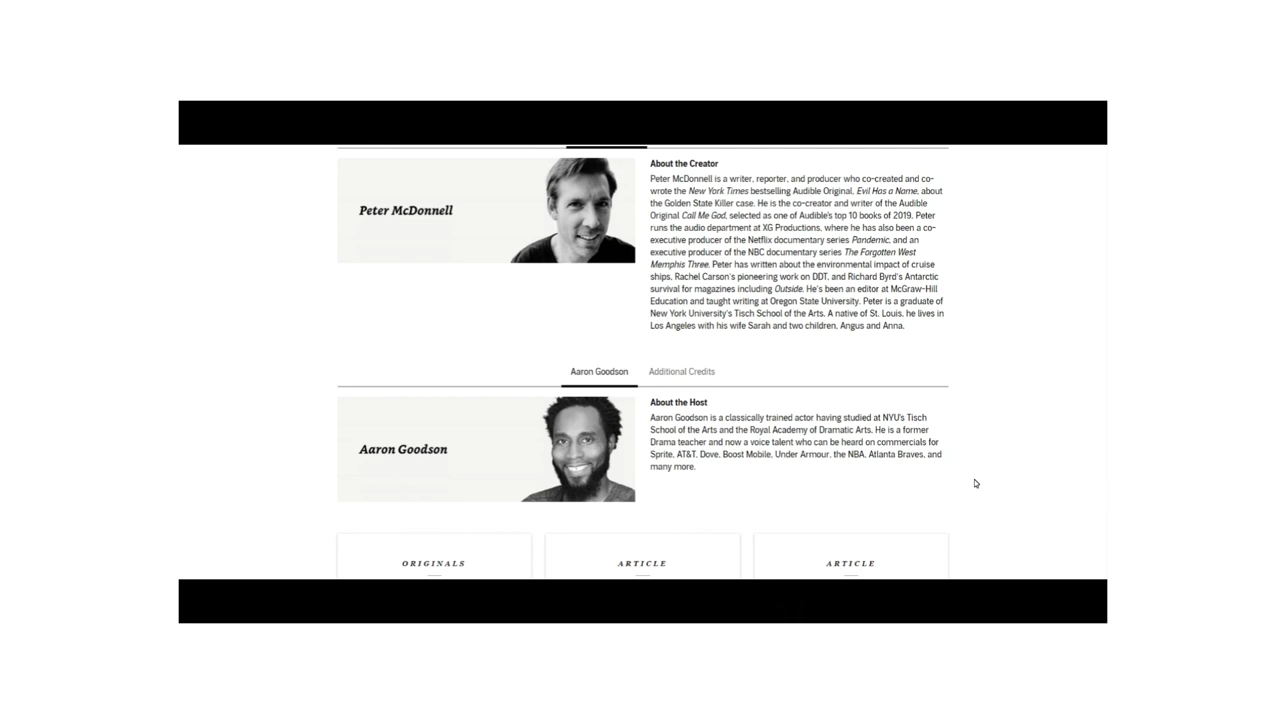 Peter McDonnell
About the Creator
Peter McDonnell is a writer, reporter, and producer who co-created and co-
wrote the New York Times bestselling Audible Original, Evil Has a Name, about
the Golden State Killer case. He is the co-creator and writer of the Audible
Original Call Me God, selected as one of Audible's top 10 books of 2019. Peter
runs the audio department at XG Productions, where he has also been a co-
executive producer of the Netflix documentary series Pandemic, and an
executive producer of the NBC documentary series The Forgotten West
Memphis Three. Peter has written about the environmental impact of cruise
ships, Rachel Carson's pioneering work on DDT, and Richard Byrd's Antarctic
survival for magazines including Outside. He's been an editor at McGraw-Hill
Education and taught writing at Oregon State University. Peter is a graduate of
New York University's Tisch School of the Arts. A native of St. Louis, he lives in
Los Angeles with his wife Sarah and two children, Angus and Anna.
Aaron Goodson Additional Credits
Aaron Goodson
About the Host
Aaron Goodson is a classically trained actor having studied at NYU's Tisch
School of the Arts and the Royal Academy of Dramatic Arts. He is a former
Drama teacher and now a voice talent who can be heard on commercials for
Sprite, AT&T, Dove, Boost Mobile, Under Armour, the NBA, Atlanta Braves, and
many more.
ORIGINALS ARTICLE ARTICLE